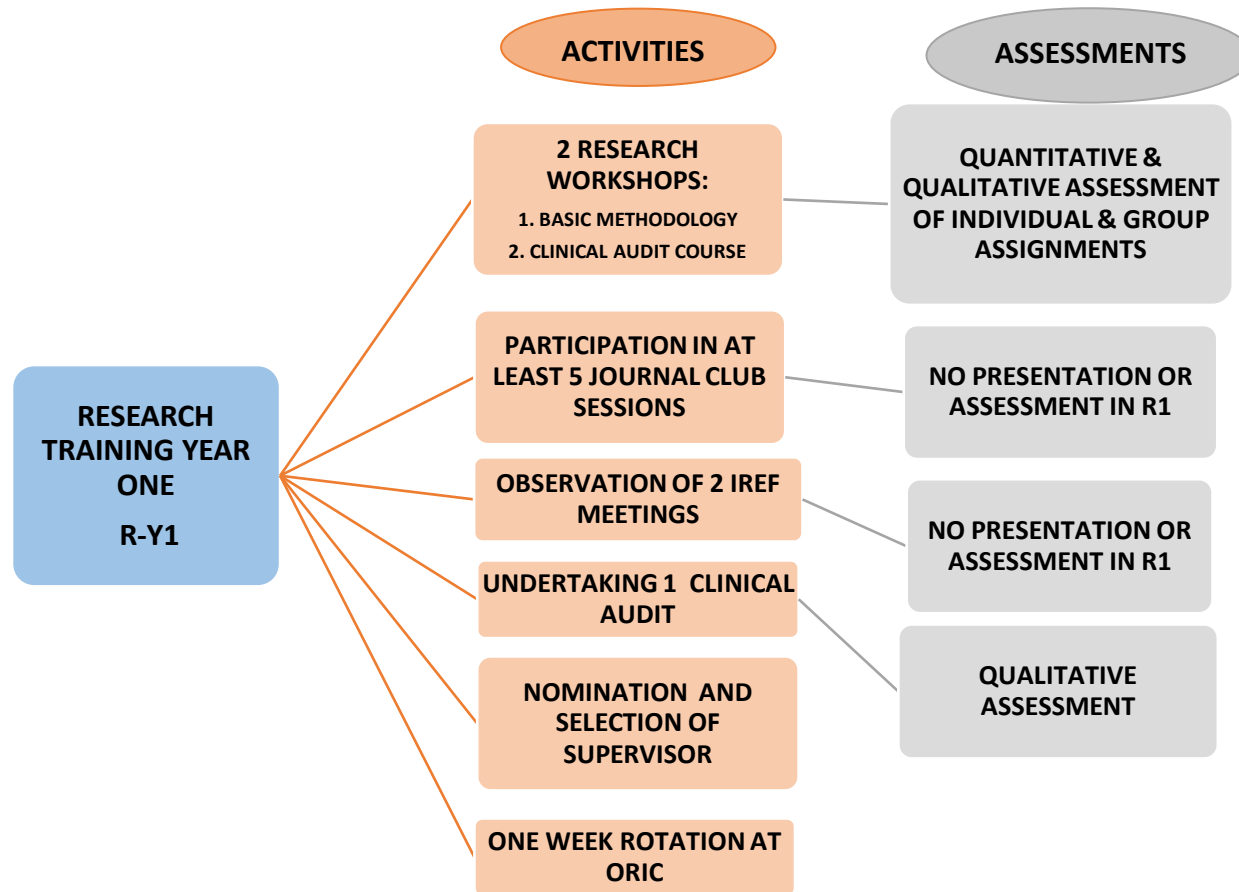 ACTIVITIES
ASSESSMENTS
RESEARCH
TRAINING YEAR
ONE
R-Y1
2 RESEARCH
WORKSHOPS:
1. BASIC METHODOLOGY
2. CLINICAL AUDIT COURSE
QUANTITATIVE &
QUALITATIVE ASSESSMENT
OF INDIVIDUAL & GROUP
ASSIGNMENTS
PARTICIPATION IN AT
LEAST 5 JOURNAL CLUB
SESSIONS
NO PRESENTATION OR
ASSESSMENT IN R1
OBSERVATION OF 2 IREF
MEETINGS
NO PRESENTATION OR
ASSESSMENT IN R1
UNDERTAKING 1 CLINICAL
AUDIT
QUALITATIVE
ASSESSMENT
NOMINATION AND
SELECTION OF
SUPERVISOR
ONE WEEK ROTATION AT
ORIC